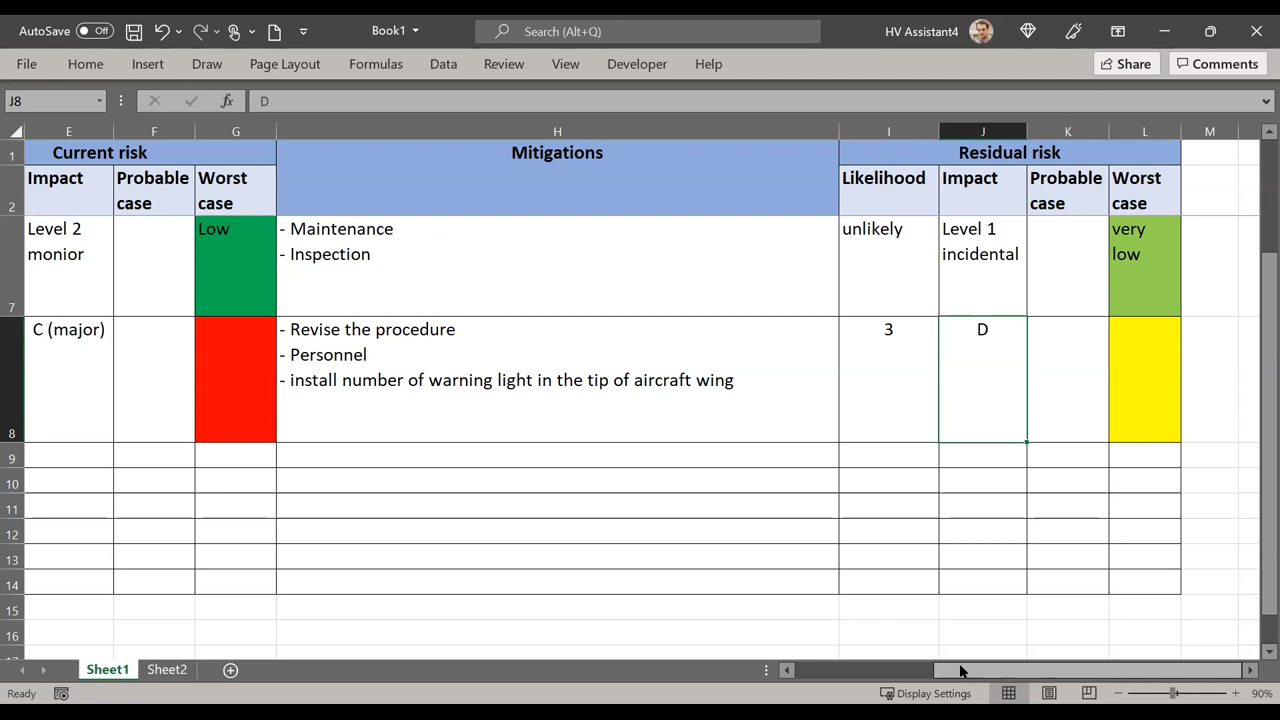 AutoSave Off Book1 Search (Alt+Q) HV Assistant4
File Home Insert Draw Page Layout Formulas Data Review View Developer Help Share Comments
J8 fx D
E F G H I J K L M
1 Current risk Mitigations Residual risk
Impact Probable Worst Likelihood Impact Probable Worst
2 case case case case
Level 2 Low - Maintenance unlikely Level 1 very
monior - Inspection incidental low
7
C (major) - Revise the procedure 3 D
- Personnel
- install number of warning light in the tip of aircraft wing
8
9
10
11
12
13
14
15
16
Sheet1 Sheet2
Ready Display Settings 90%